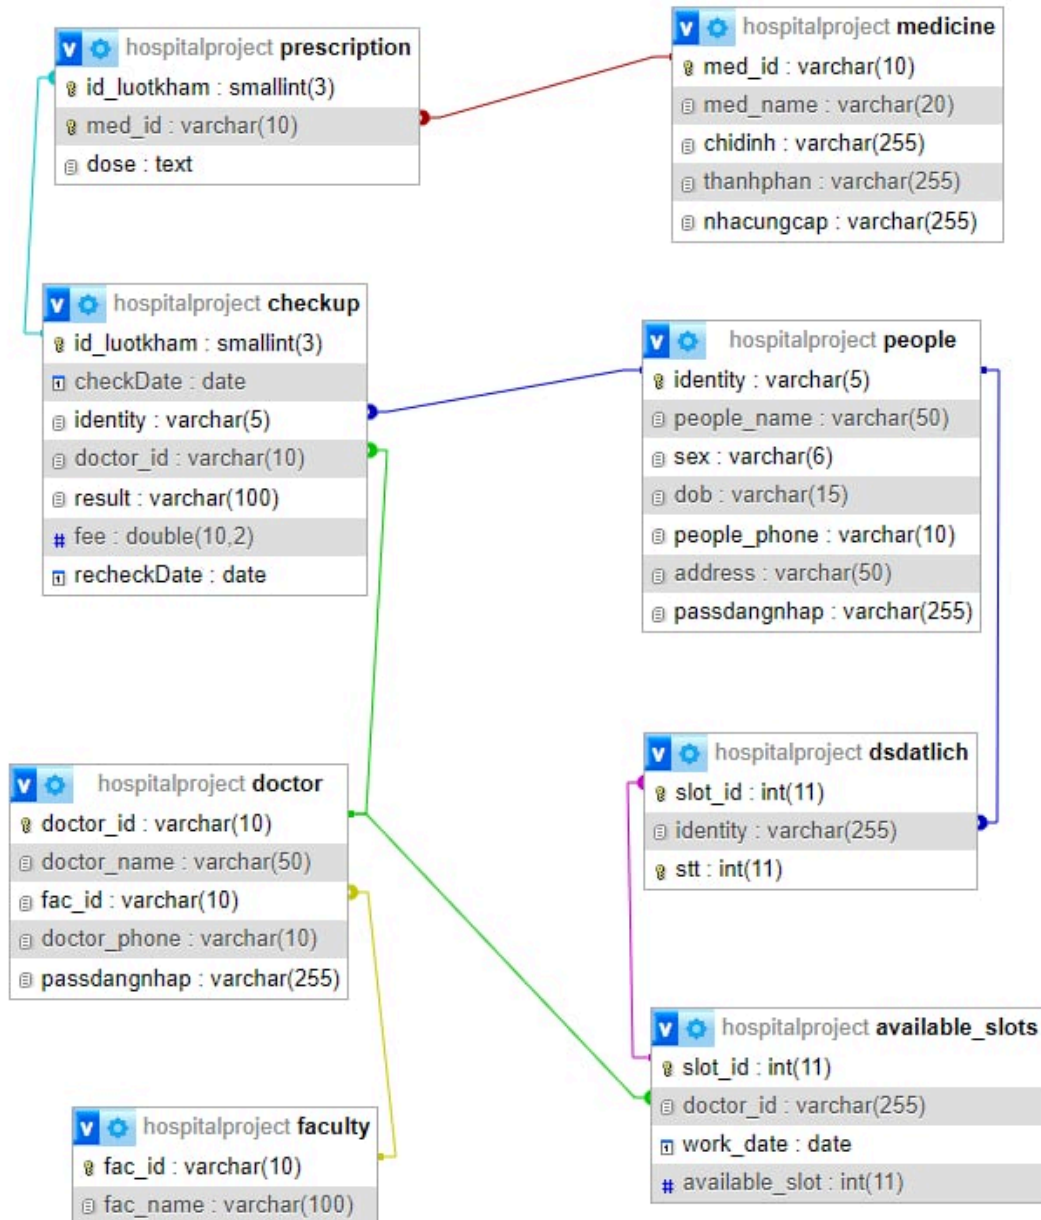 hospitalproject prescription
id_luotkham : smallint(3)
med_id : varchar(10)
dose : text
hospitalproject medicine
med_id : varchar(10)
med_name : varchar(20)
chidinh : varchar(255)
thanhphan : varchar(255)
nhacungcap : varchar(255)
hospitalproject checkup
id_luotkham : smallint(3)
checkDate : date
identity : varchar(5)
doctor_id : varchar(10)
result : varchar(100)
# fee : double(10,2)
recheckDate : date
hospitalproject people
identity : varchar(5)
people_name : varchar(50)
sex : varchar(6)
dob : varchar(15)
people_phone : varchar(10)
address : varchar(50)
passdangnhap : varchar(255)
hospitalproject doctor
doctor_id : varchar(10)
doctor_name : varchar(50)
fac_id : varchar(10)
doctor_phone : varchar(10)
passdangnhap : varchar(255)
hospitalproject dsdatlich
slot_id : int(11)
identity : varchar(255)
stt : int(11)
hospitalproject faculty
fac_id : varchar(10)
fac_name : varchar(100)
hospitalproject available_slots
slot_id : int(11)
doctor_id : varchar(255)
work_date : date
# available_slot : int(11)